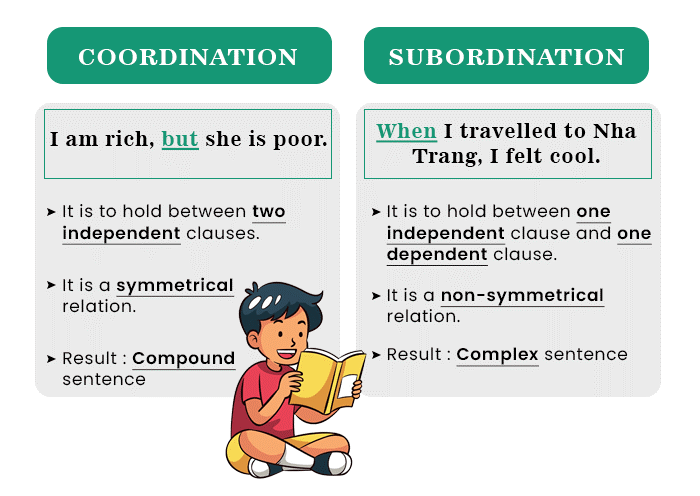 COORDINATION
I am rich, but she is poor.
➤ It is to hold between two
independent clauses.
➤ It is a symmetrical
relation.
➤ Result : Compound
sentence
SUBORDINATION
When I travelled to Nha
Trang, I felt cool.
➤ It is to hold between one
independent clause and one
dependent clause.
➤ It is a non-symmetrical
relation.
➤ Result : Complex sentence